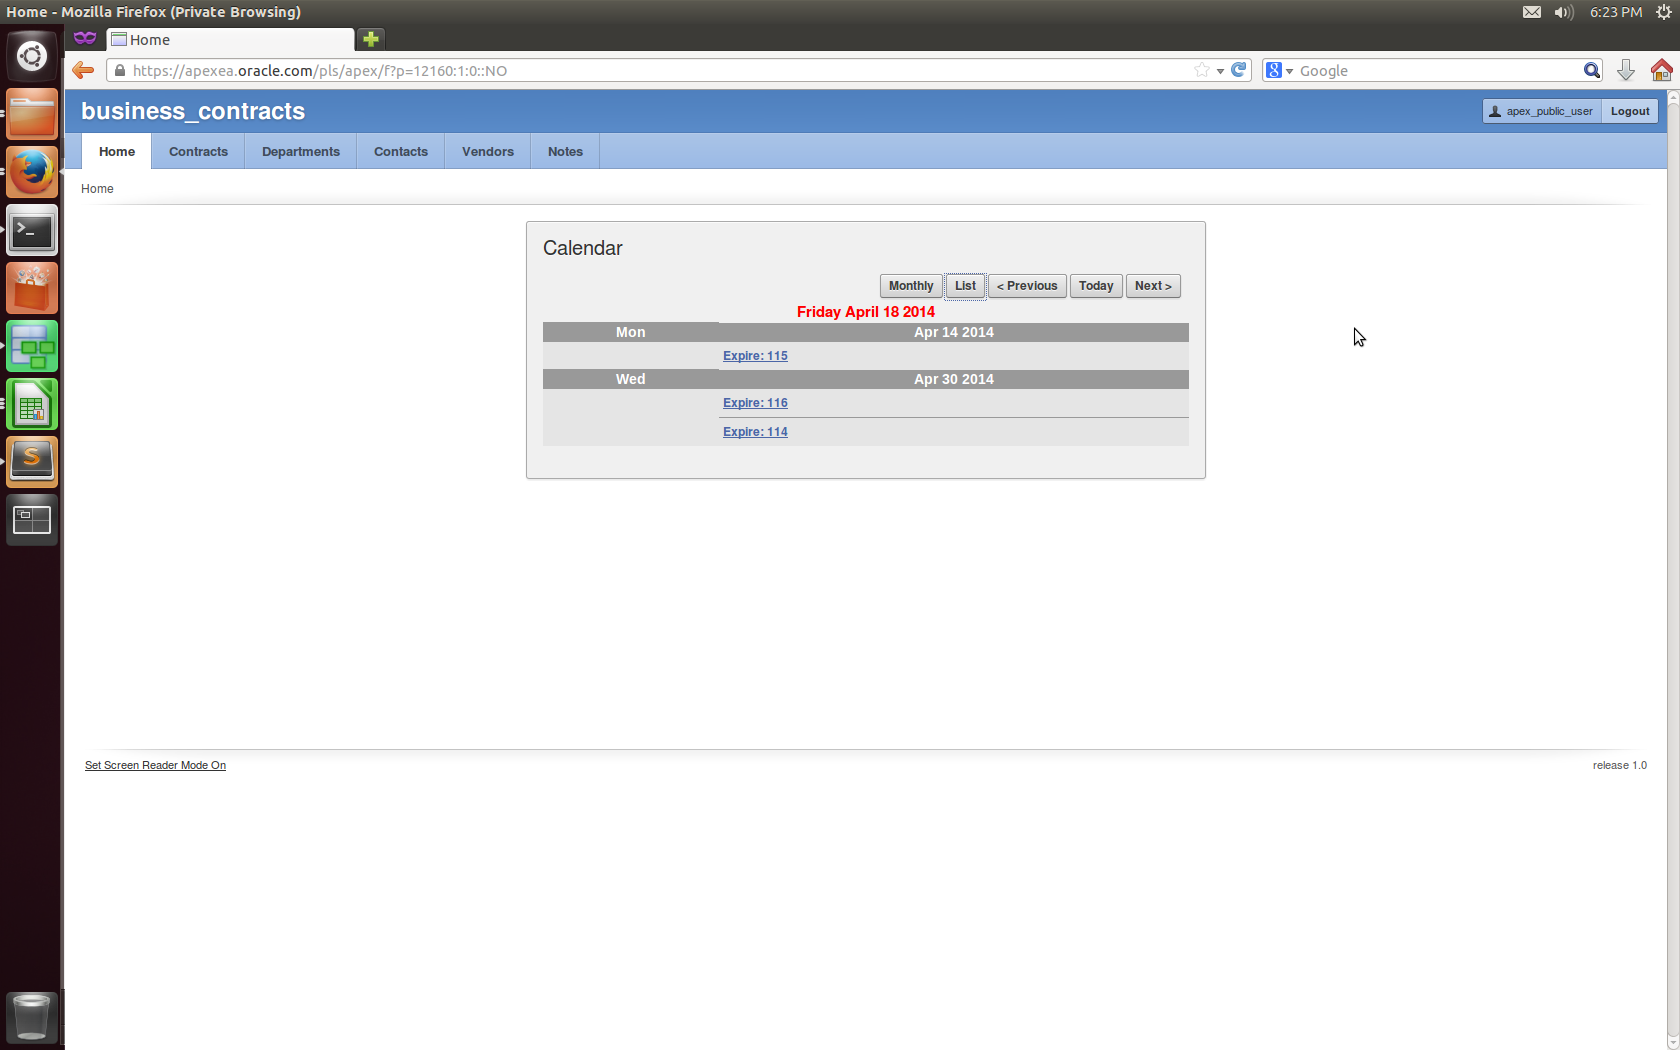 Home - Mozilla Firefox (Private Browsing)
6:23 PM
Home
https://apexea.oracle.com/pls/apex/f?p=12160:1:0::NO
Google
business_contracts
apex_public_user Logout
Home Contracts Departments Contacts Vendors Notes
Home
Calendar
Monthly List < Previous Today Next >
Friday April 18 2014
Mon Apr 14 2014
Expire: 115
Wed Apr 30 2014
Expire: 116
Expire: 114
Set Screen Reader Mode On
release 1.0